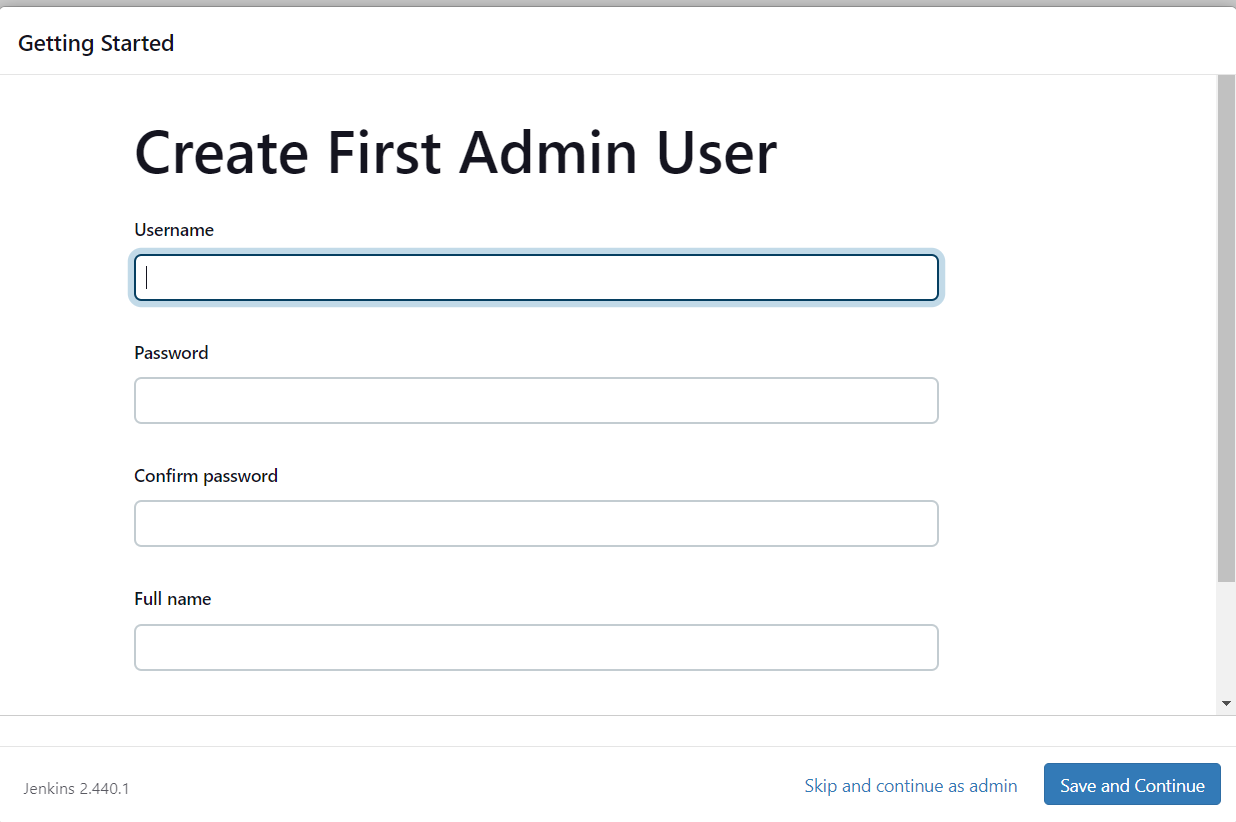 Getting Started
Create First Admin User
Username
Password
Confirm password
Full name
Jenkins 2.440.1
Skip and continue as admin
Save and Continue